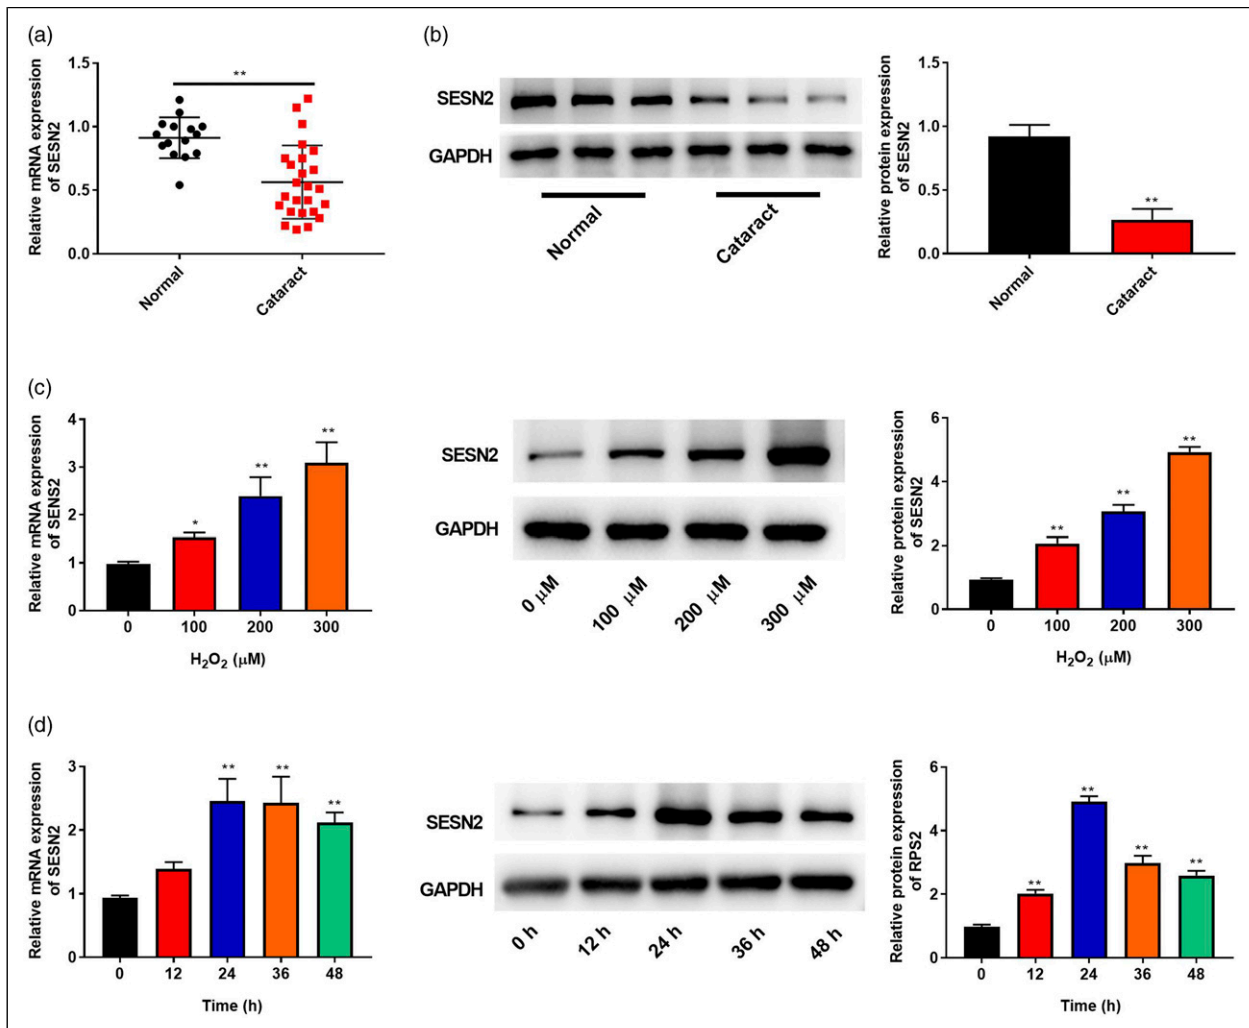 (a)
Relative mRNA expression
of SESN2
1.5
1.0
0.5
0.0
**
Normal
Cataract
(b)
SESN2
GAPDH
Normal
Cataract
Relative protein expression
of SESN2
1.5
1.0
0.5
0.0
**
Normal
Cataract
(c)
Relative mRNA expression
of SENS2
4
3
2
1
0
*
**
**
0 100 200 300
H₂O₂ (μM)
SESN2
GAPDH
0 μM 100 μM 200 μM 300 μM
Relative protein expression
of SESN2
6
4
2
0
**
**
**
0 100 200 300
H₂O₂ (μM)
(d)
Relative mRNA expression
of SESN2
3
2
1
0
**
**
**
0 12 24 36 48
Time (h)
SESN2
GAPDH
0 h 12 h 24 h 36 h 48 h
Relative protein expression
of RPS2
6
4
2
0
**
**
**
**
0 12 24 36 48
Time (h)